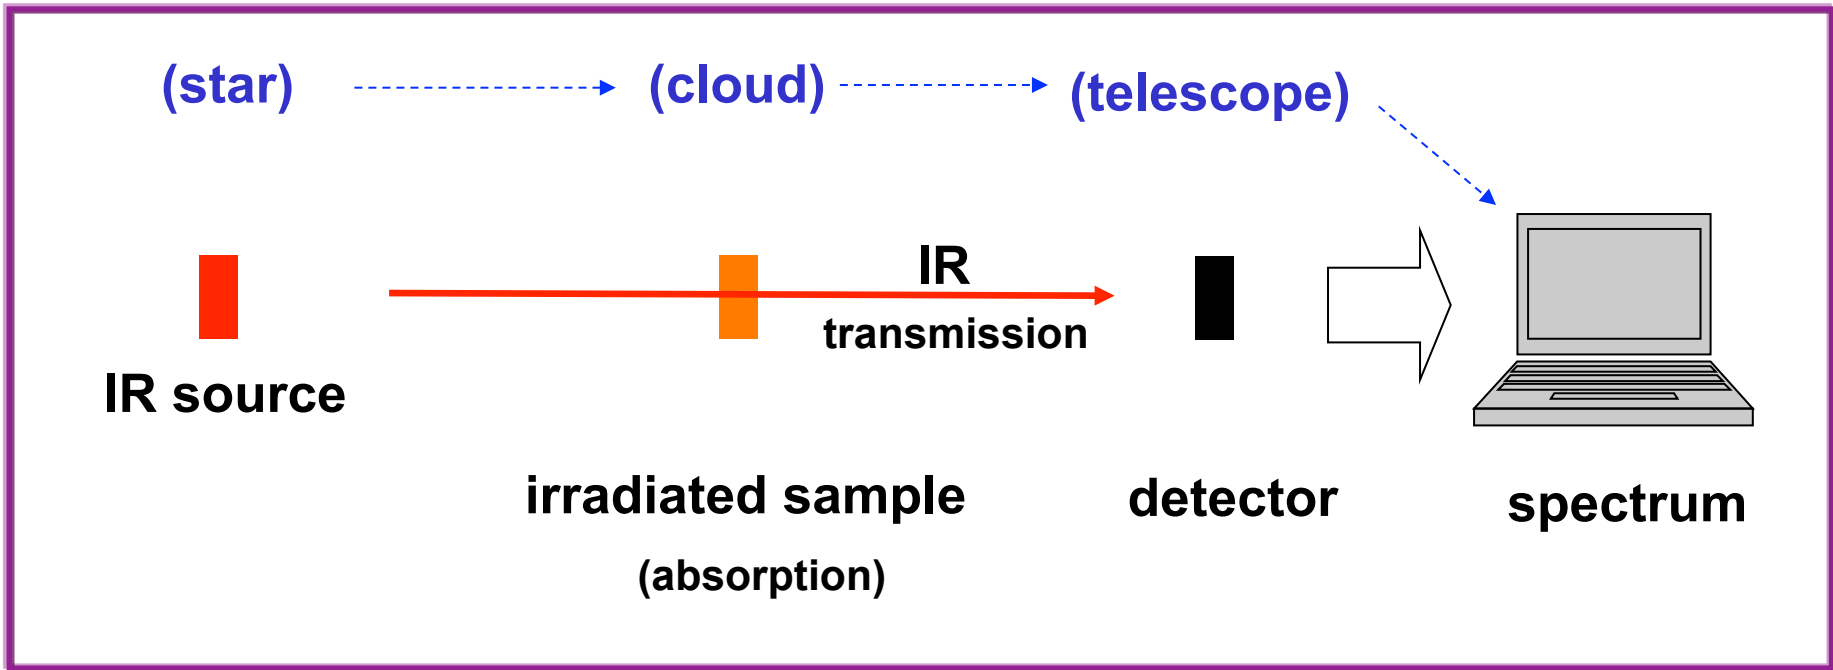 (star)
(cloud)
(telescope)
IR
transmission
IR source
irradiated sample
(absorption)
detector
spectrum